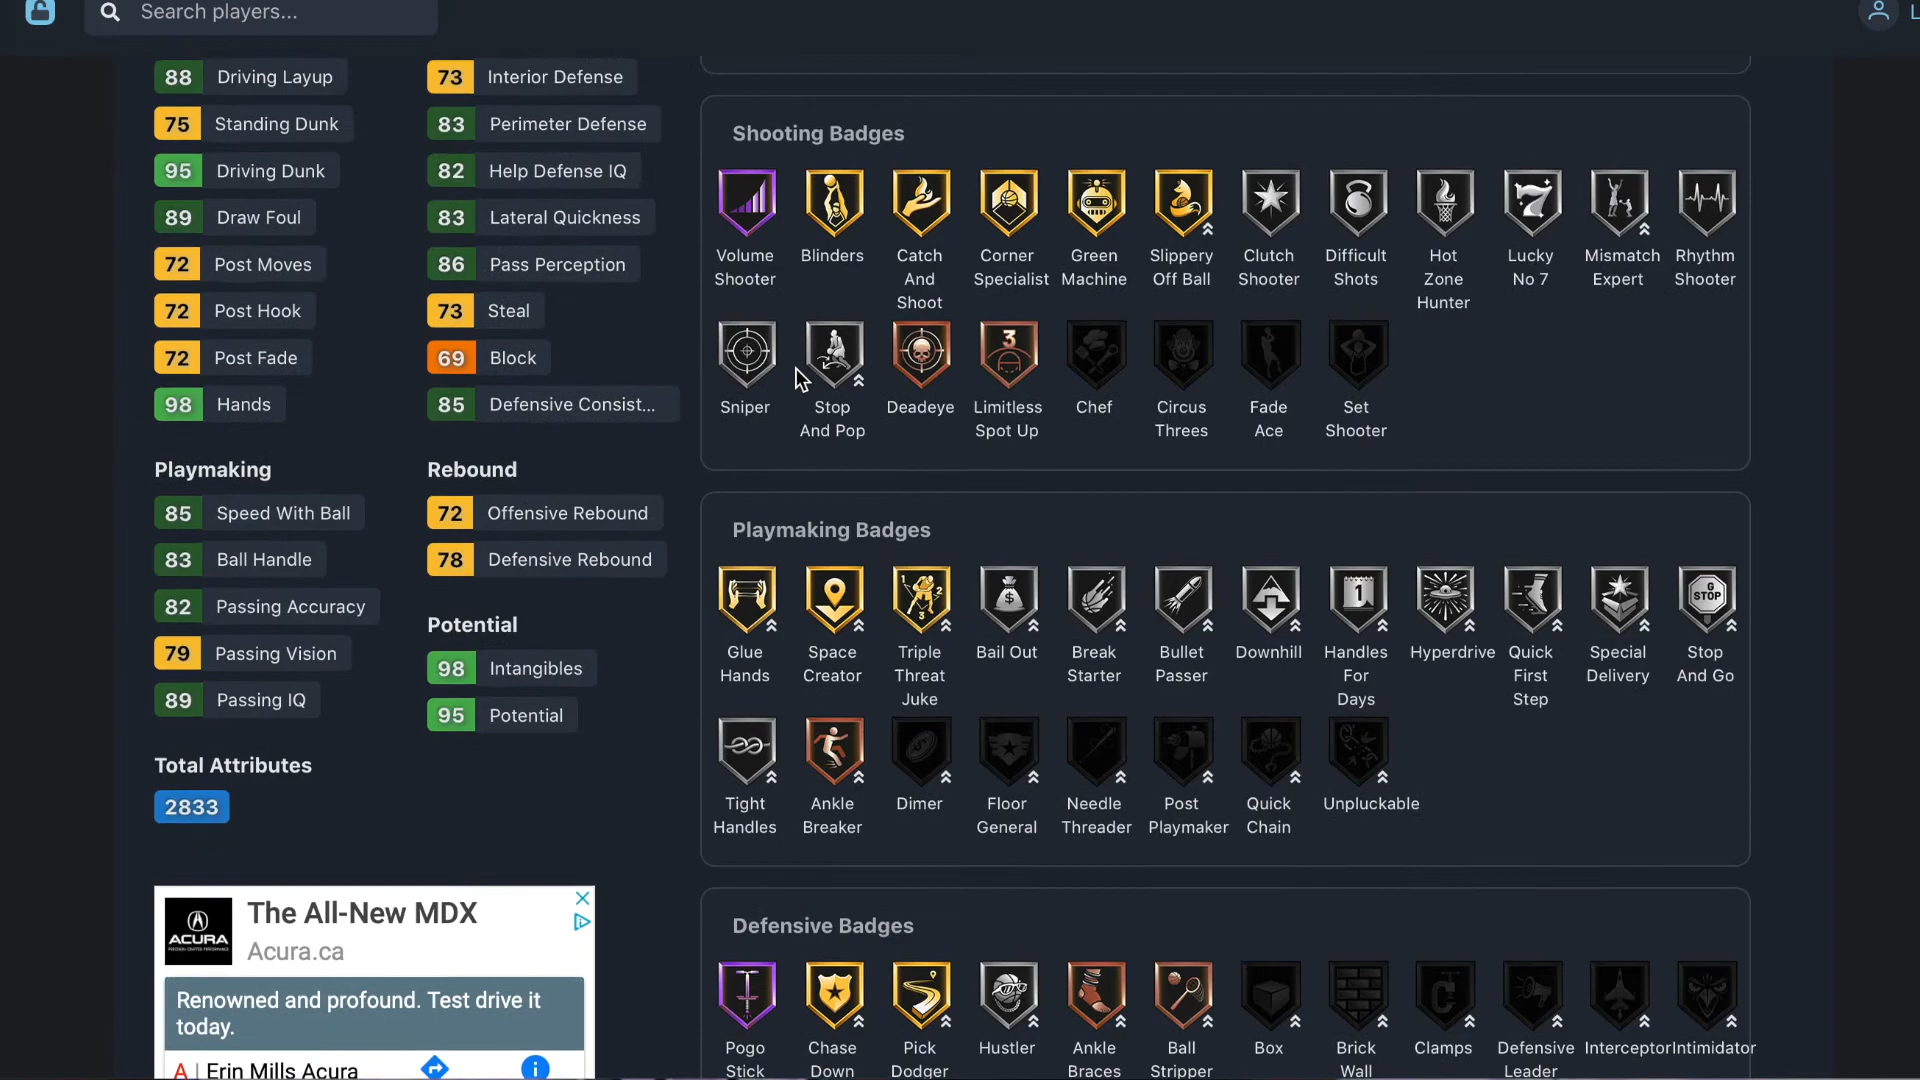 Search players...
L
88 Driving Layup
75 Standing Dunk
95 Driving Dunk
89 Draw Foul
72 Post Moves
72 Post Hook
72 Post Fade
98 Hands
Playmaking
85 Speed With Ball
83 Ball Handle
82 Passing Accuracy
79 Passing Vision
89 Passing IQ
Total Attributes
2833
73 Interior Defense
83 Perimeter Defense
82 Help Defense IQ
83 Lateral Quickness
86 Pass Perception
73 Steal
69 Block
85 Defensive Consist...
Rebound
72 Offensive Rebound
78 Defensive Rebound
Potential
98 Intangibles
95 Potential
The All-New MDX
ACURA
Acura.ca
Renowned and profound. Test drive it
today.
A | Erin Mills Acura
Shooting Badges
Volume
Shooter
Blinders
Catch
And
Shoot
Corner
Specialist
Green
Machine
Slippery
Off Ball
Clutch
Shooter
Difficult
Shots
Hot
Zone
Hunter
7
Lucky
No 7
Mismatch
Expert
Rhythm
Shooter
Sniper
Stop
And Pop
Deadeye
3
Limitless
Spot Up
Chef
Circus
Threes
Fade
Ace
Set
Shooter
Playmaking Badges
Glue
Hands
Space
Creator
1
2
3
Triple
Threat
Juke
$
Bail Out
Break
Starter
Bullet
Passer
Downhill
1
Handles
For
Days
Hyperdrive
Quick
First
Step
Special
Delivery
G
STOP
Stop
And Go
Tight
Handles
Ankle
Breaker
Dimer
Floor
General
Needle
Threader
Post
Playmaker
Quick
Chain
Unpluckable
Defensive Badges
Pogo
Stick
Chase
Down
Pick
Dodger
Hustler
Ankle
Braces
Ball
Stripper
Box
Brick
Wall
C
Clamps
Defensive
Leader
Interceptor
Intimidator